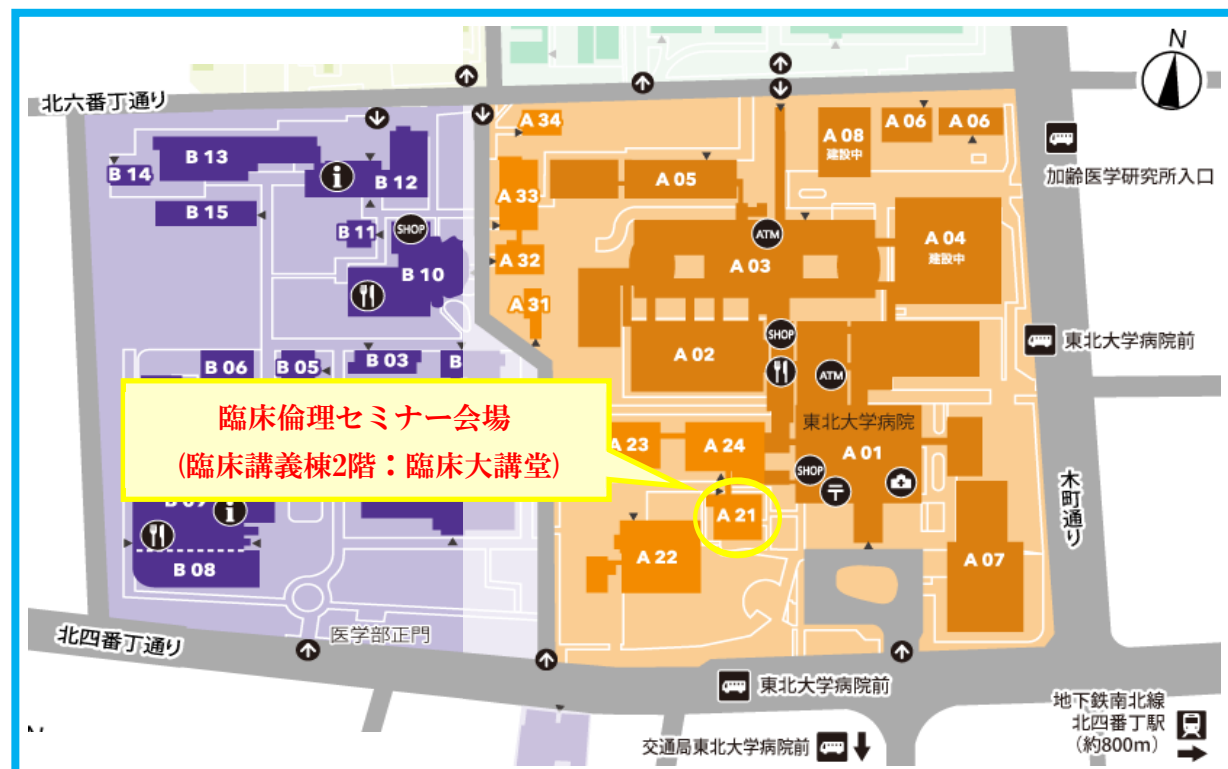 N
北六番丁通り
A 34
A 08
建設中
A 06
A 06
B 13
B 14
B 12
A 05
加齢医学研究所入口
A 33
B 15
B 11
SHOP
ATM
A 04
建設中
A 32
A 03
B 10
A 31
SHOP
東北大学病院前
A 02
ATM
B 06
B 05
B 03
B
臨床倫理セミナー会場
(臨床講義棟2階：臨床大講堂)
東北大学病院
A 23
A 24
A 01
SHOP
〒
木町通り
A 21
B 07
A 22
A 07
B 08
北四番丁通り
医学部正門
東北大学病院前
地下鉄南北線
北四番丁駅
（約800m）
交通局東北大学病院前